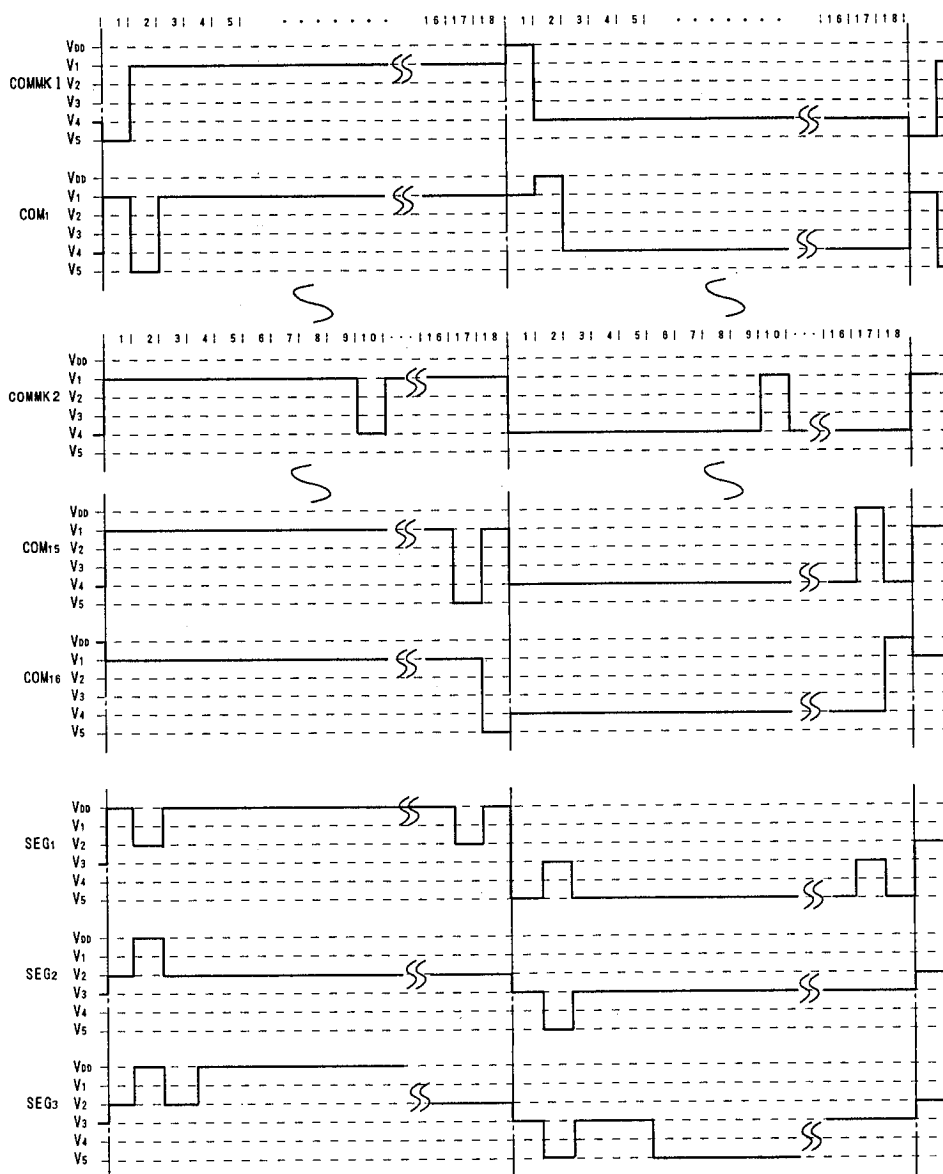 1 2 3 4 5 · · · · · · · · 16 17 18 1 2 3 4 5 · · · · · · · · 16 17 18
VDD
V1
COMMK1 V2
V3
V4
V5
VDD
V1
COM1 V2
V3
V4
V5
1 2 3 4 5 6 7 8 9 10 · · · 16 17 18 1 2 3 4 5 6 7 8 9 10 · · · 16 17 18
VDD
V1
COMMK2 V2
V3
V4
V5
VDD
V1
COM15 V2
V3
V4
V5
VDD
V1
COM16 V2
V3
V4
V5
VDD
V1
SEG1 V2
V3
V4
V5
VDD
V1
SEG2 V2
V3
V4
V5
VDD
V1
SEG3 V2
V3
V4
V5